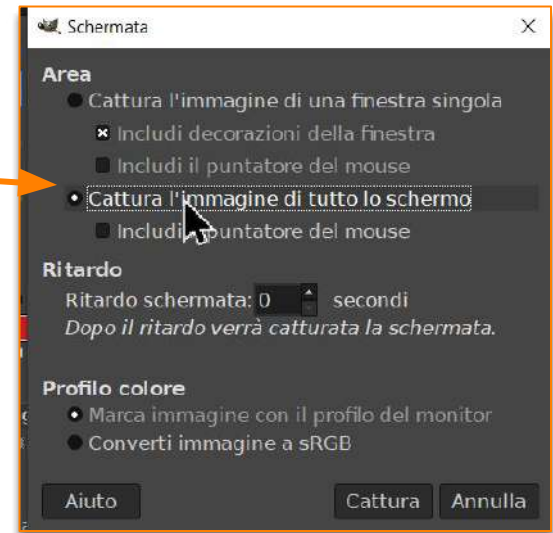 Schermata
Area
Cattura l'immagine di una finestra singola
Includi decorazioni della finestra
Includi il puntatore del mouse
Cattura l'immagine di tutto lo schermo
Includi puntatore del mouse
Ritardo
Ritardo schermata: 0 secondi
Dopo il ritardo verrà catturata la schermata.
Profilo colore
Marca immagine con il profilo del monitor
Converti immagine a sRGB
Aiuto Cattura Annulla